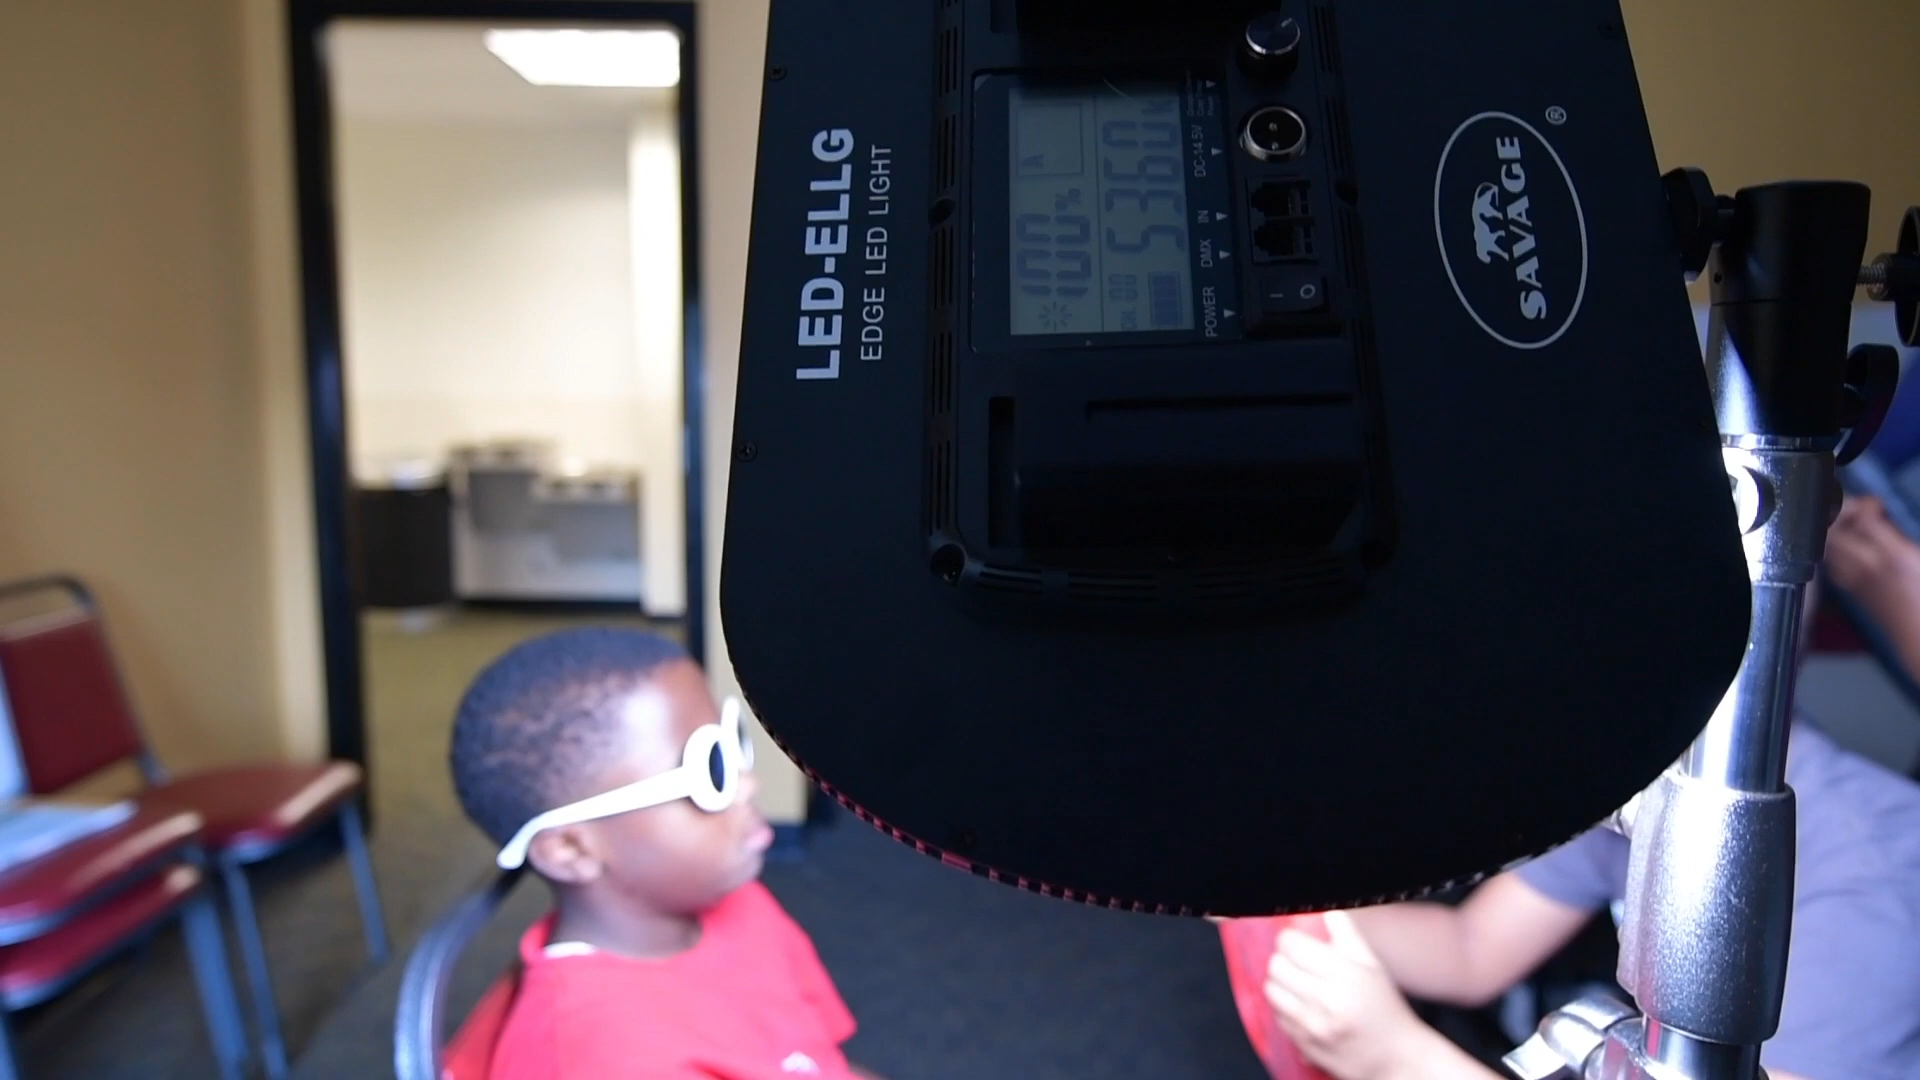 LED-ELLG
EDGE LED LIGHT
100%
5360K
POWER
DMX IN
DC-14.5V
I O
SAVAGE ®